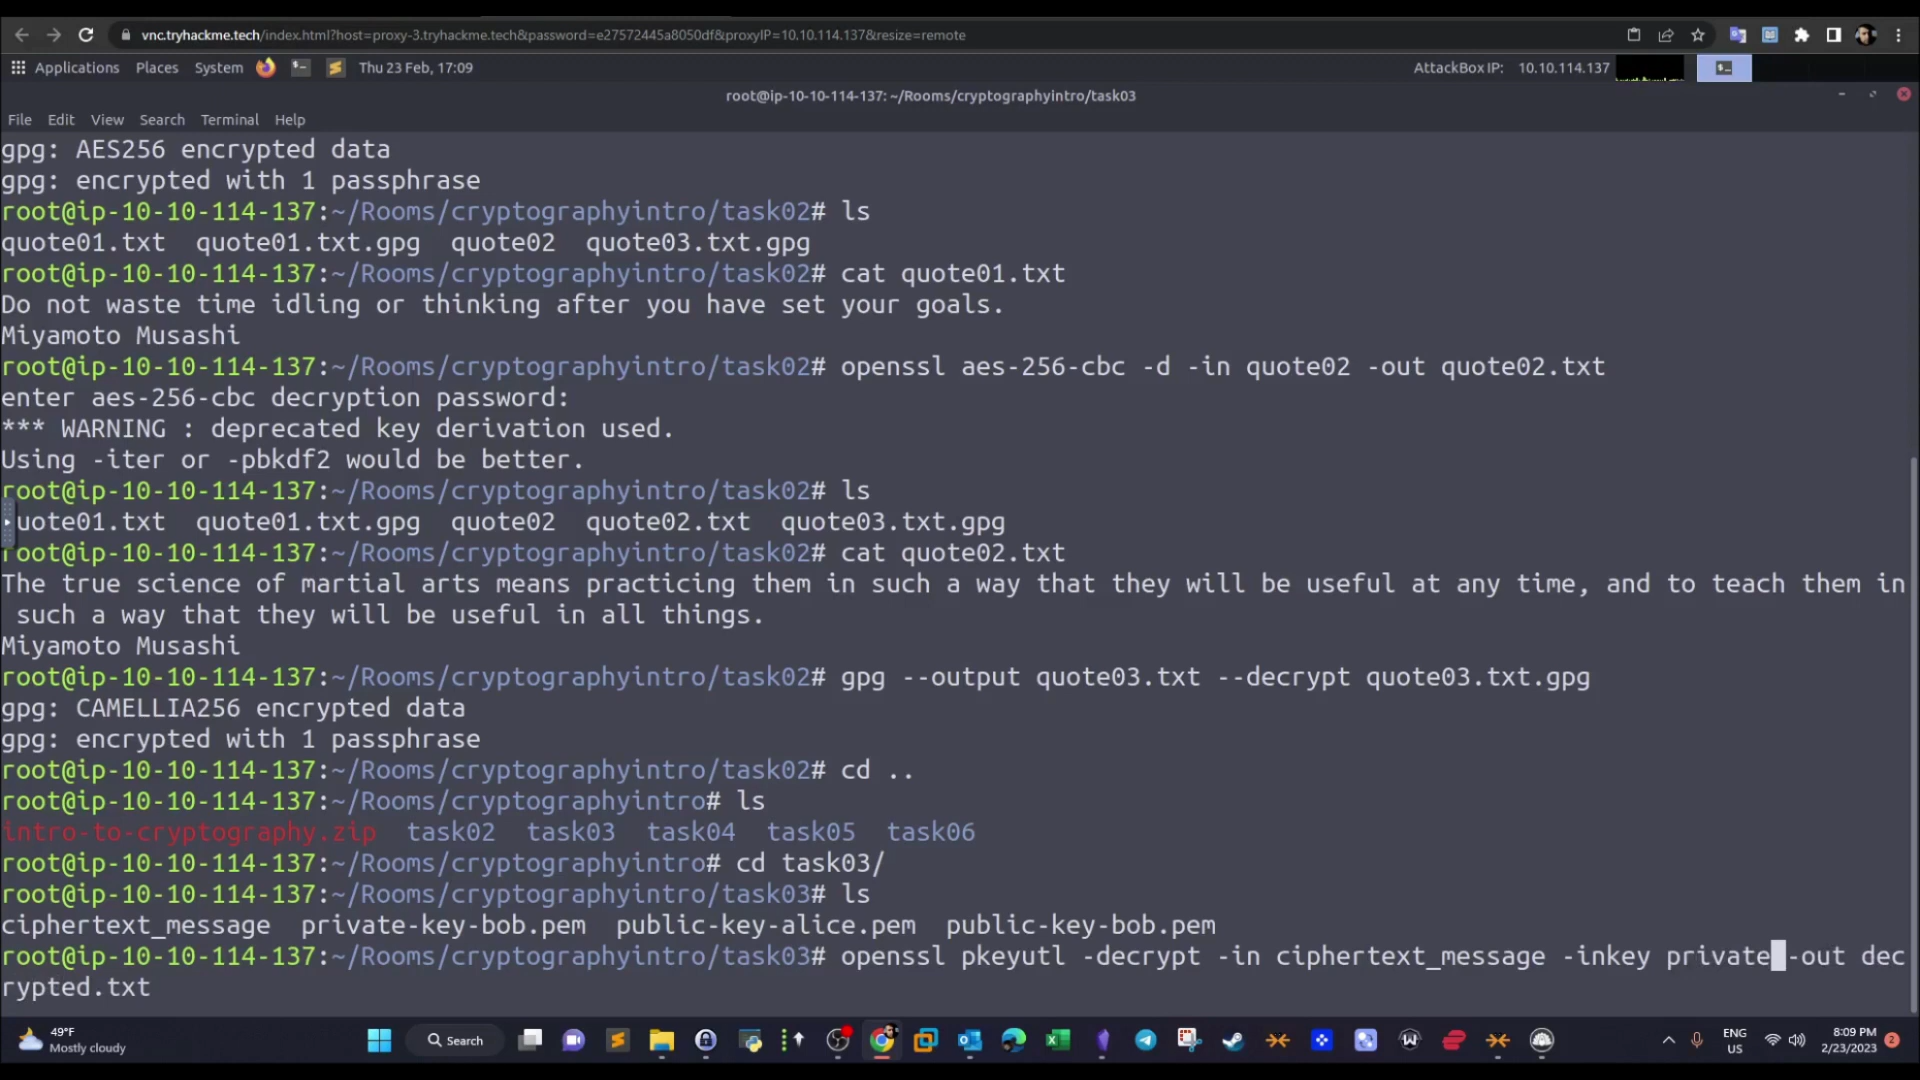 vnc.tryhackme.tech/index.html?host=proxy-3.tryhackme.tech&password=e27572445a8050df&proxyIP=10.10.114.137&resize=remote
Applications Places System Thu 23 Feb, 17:09 AttackBox IP: 10.10.114.137
root@ip-10-10-114-137: ~/Rooms/cryptographyintro/task03
File Edit View Search Terminal Help
gpg: AES256 encrypted data
gpg: encrypted with 1 passphrase
root@ip-10-10-114-137:~/Rooms/cryptographyintro/task02# ls
quote01.txt quote01.txt.gpg quote02 quote03.txt.gpg
root@ip-10-10-114-137:~/Rooms/cryptographyintro/task02# cat quote01.txt
Do not waste time idling or thinking after you have set your goals.
Miyamoto Musashi
root@ip-10-10-114-137:~/Rooms/cryptographyintro/task02# openssl aes-256-cbc -d -in quote02 -out quote02.txt
enter aes-256-cbc decryption password:
*** WARNING : deprecated key derivation used.
Using -iter or -pbkdf2 would be better.
root@ip-10-10-114-137:~/Rooms/cryptographyintro/task02# ls
quote01.txt quote01.txt.gpg quote02 quote02.txt quote03.txt.gpg
root@ip-10-10-114-137:~/Rooms/cryptographyintro/task02# cat quote02.txt
The true science of martial arts means practicing them in such a way that they will be useful at any time, and to teach them in
such a way that they will be useful in all things.
Miyamoto Musashi
root@ip-10-10-114-137:~/Rooms/cryptographyintro/task02# gpg --output quote03.txt --decrypt quote03.txt.gpg
gpg: CAMELLIA256 encrypted data
gpg: encrypted with 1 passphrase
root@ip-10-10-114-137:~/Rooms/cryptographyintro/task02# cd ..
root@ip-10-10-114-137:~/Rooms/cryptographyintro# ls
intro-to-cryptography.zip task02 task03 task04 task05 task06
root@ip-10-10-114-137:~/Rooms/cryptographyintro# cd task03/
root@ip-10-10-114-137:~/Rooms/cryptographyintro/task03# ls
ciphertext_message private-key-bob.pem public-key-alice.pem public-key-bob.pem
root@ip-10-10-114-137:~/Rooms/cryptographyintro/task03# openssl pkeyutl -decrypt -in ciphertext_message -inkey private -out dec
rypted.txt
49°F
Mostly cloudy
Search
ENG
US
8:09 PM
2/23/2023
2